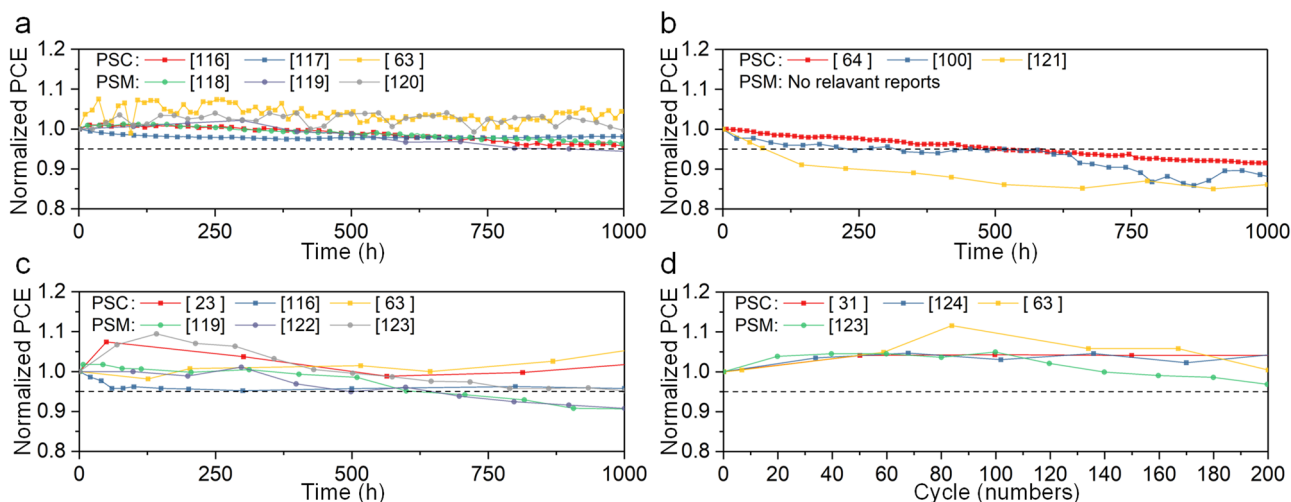 a
PSC: [116] [117] [ 63 ]
PSM: [118] [119] [120]
Normalized PCE
1.2
1.1
1.0
0.9
0.8
0 250 500 750 1000
Time (h)
b
PSC: [ 64 ] [100] [121]
PSM: No relavant reports
Normalized PCE
1.2
1.1
1.0
0.9
0.8
0 250 500 750 1000
Time (h)
c
PSC: [ 23 ] [116] [ 63 ]
PSM: [119] [122] [123]
Normalized PCE
1.2
1.1
1.0
0.9
0.8
0 250 500 750 1000
Time (h)
d
PSC: [ 31 ] [124] [ 63 ]
PSM: [123]
Normalized PCE
1.2
1.1
1.0
0.9
0.8
0 20 40 60 80 100 120 140 160 180 200
Cycle (numbers)